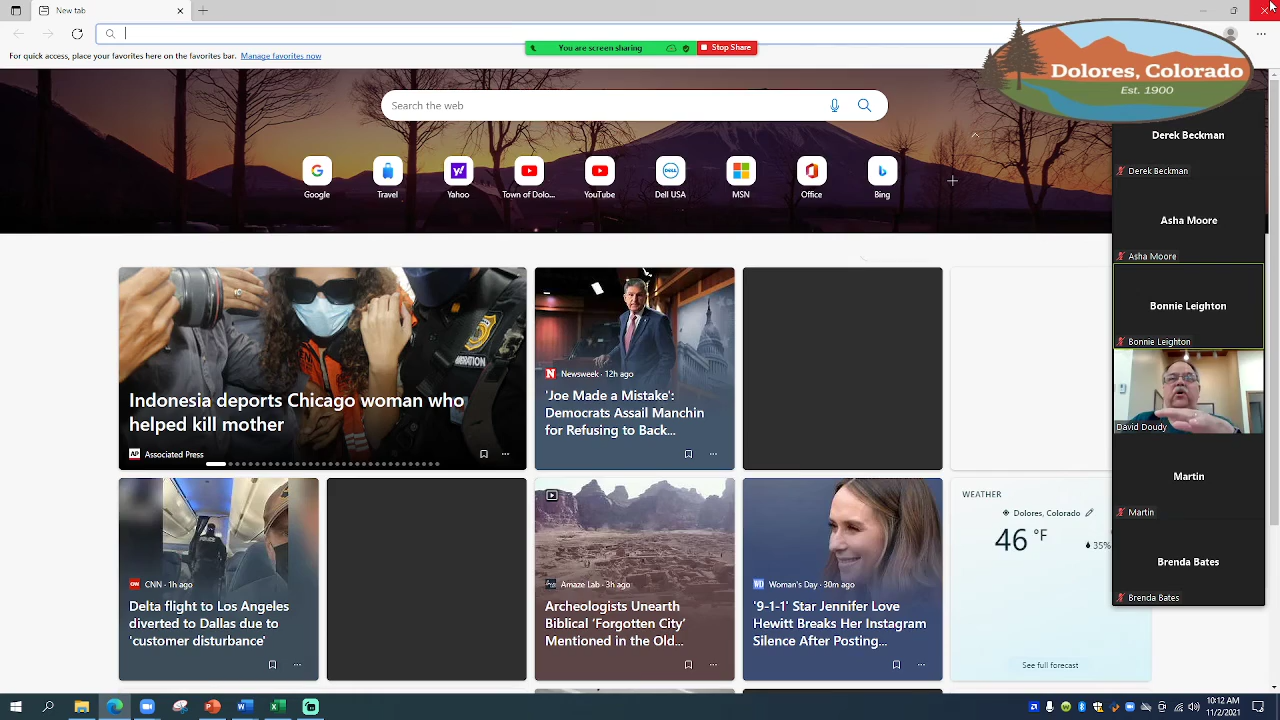 New tab
You are screen sharing
Stop Share
For quick access, place your favorites here on the favorites bar. Manage favorites now
Dolores, Colorado
Est. 1900
Search the web
Google
Travel
Yahoo
Town of Dolo...
YouTube
Dell USA
MSN
Office
Bing
Derek Beckman
Derek Beckman
Asha Moore
Asha Moore
Bonnie Leighton
Bonnie Leighton
David Doudy
Martin
Martin
Brenda Bates
Brenda Bates
MIGRATION
Indonesia deports Chicago woman who
helped kill mother
AP Associated Press
N Newsweek · 12h ago
'Joe Made a Mistake':
Democrats Assail Manchin
for Refusing to Back...
CNN · 1h ago
Delta flight to Los Angeles
diverted to Dallas due to
'customer disturbance'
Amaze Lab · 3h ago
Archeologists Unearth
Biblical ‘Forgotten City’
Mentioned in the Old...
WD Woman's Day · 30m ago
'9-1-1' Star Jennifer Love
Hewitt Breaks Her Instagram
Silence After Posting...
WEATHER
Dolores, Colorado
46 °F
35%
See full forecast
10:12 AM